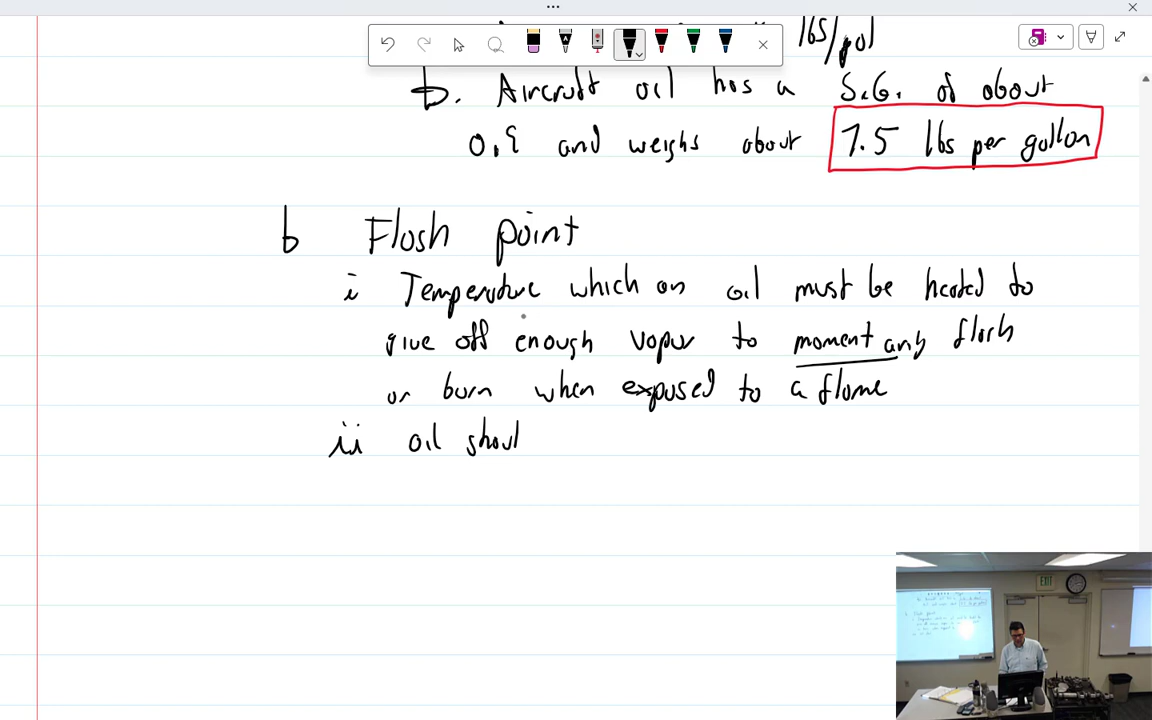 lbs/gal
b. Aircraft oil has a S.G. of about
0.9 and weighs about 7.5 lbs per gallon
b Flash point
i Temperature which an oil must be heated to
give off enough vapor to momentary flash
or burn when exposed to a flame
ii oil shoul
EXIT